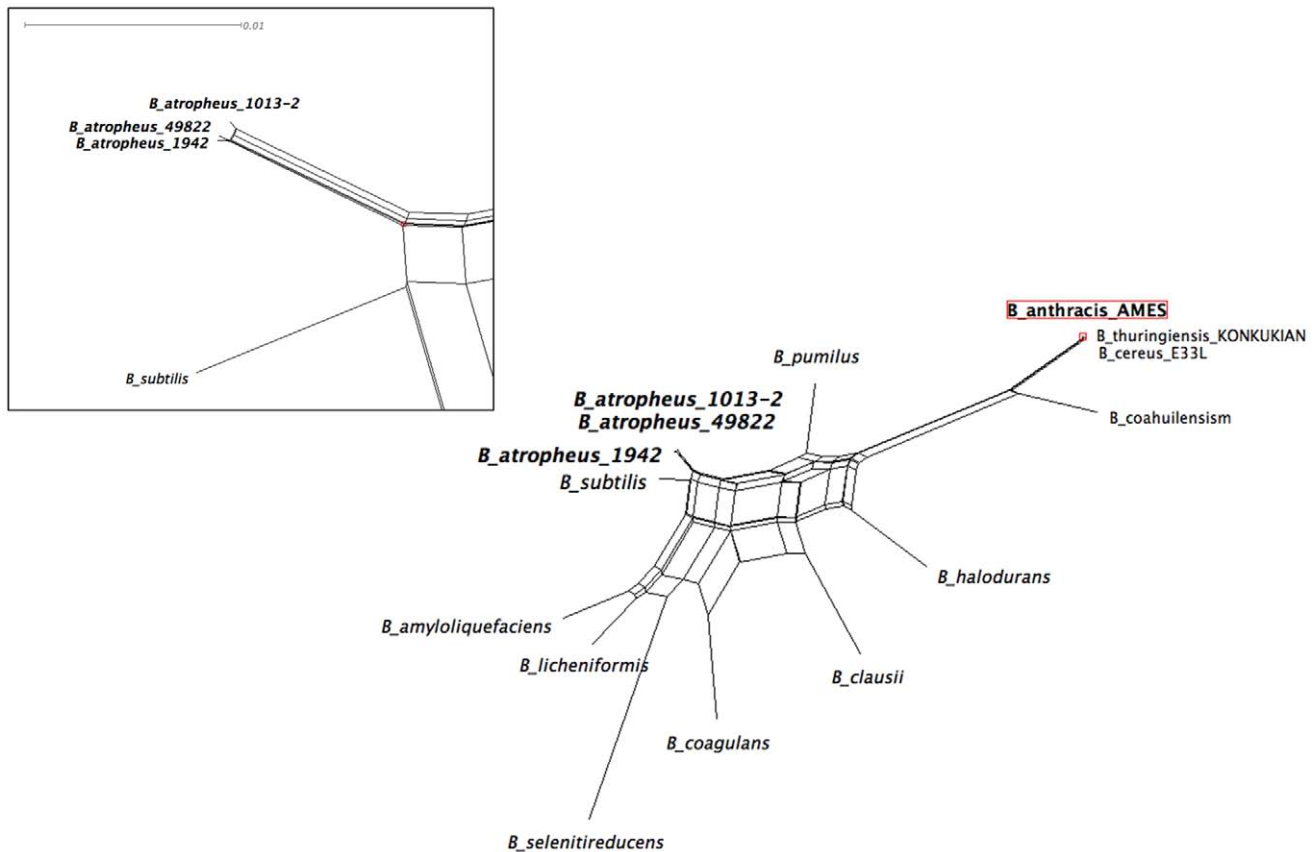 0.01
B_atropheus_1013-2
B_atropheus_49822
B_atropheus_1942
B_subtilis
B_anthracis_AMES
B_thuringiensis_KONKUKIAN
B_cereus_E33L
B_pumilus
B_atropheus_1013-2
B_atropheus_49822
B_coahuilensism
B_atropheus_1942
B_subtilis
B_halodurans
B_amyloliquefaciens
B_licheniformis
B_clausii
B_coagulans
B_selenitireducens